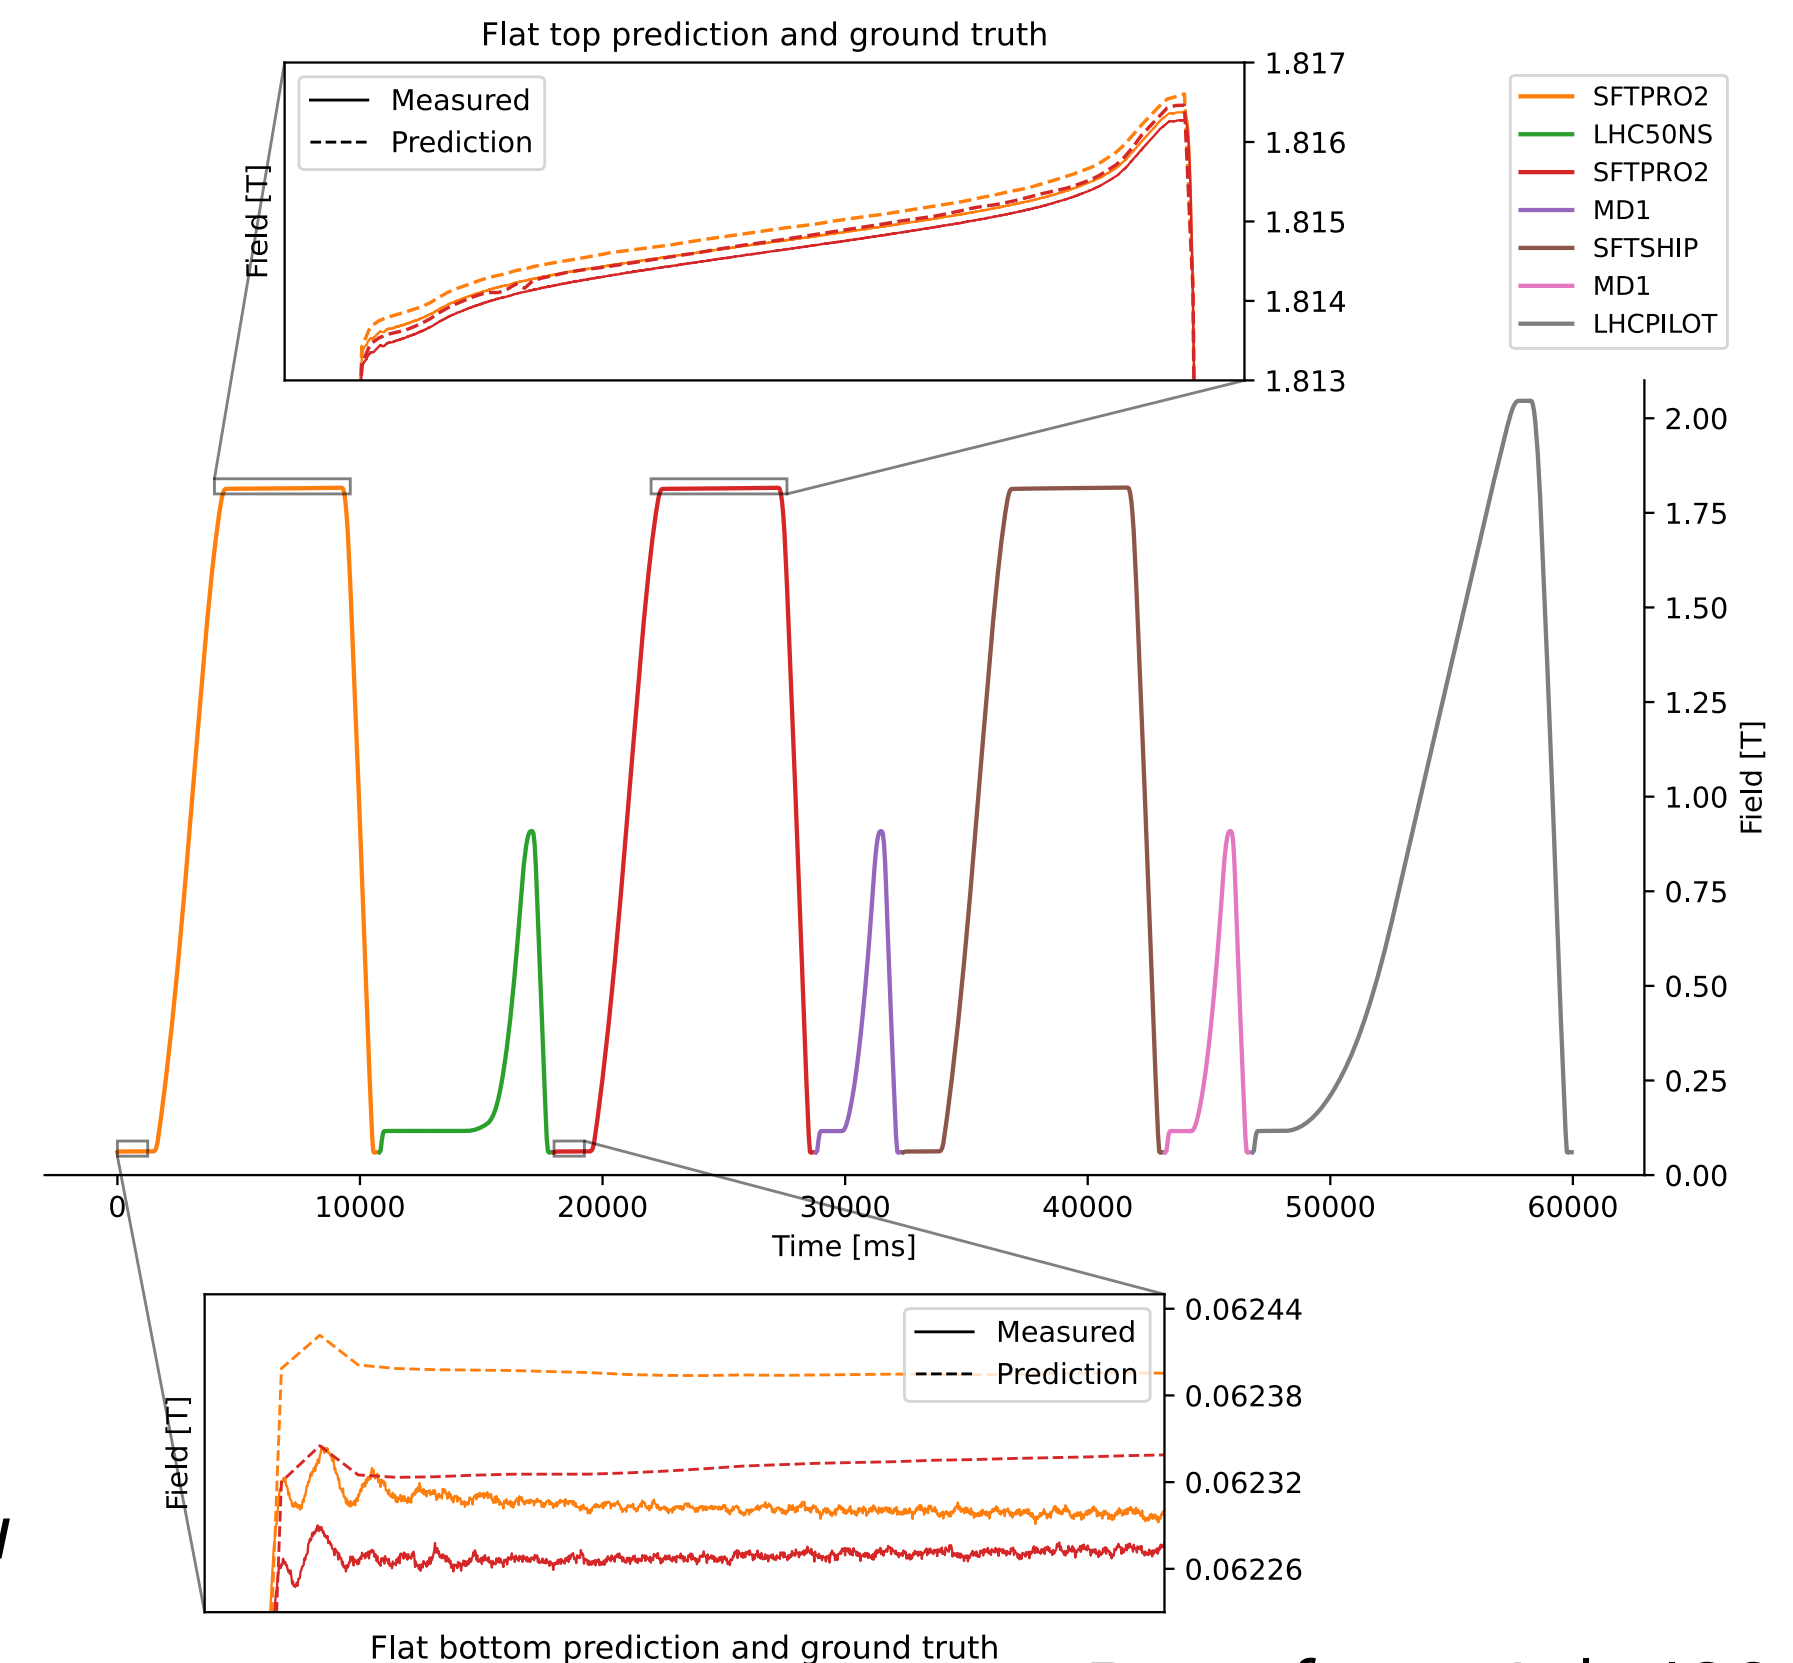 Flat top prediction and ground truth
Measured
Prediction
Field [T]
1.817
1.816
1.815
1.814
1.813
SFTPRO2
LHC50NS
SFTPRO2
MD1
SFTSHIP
MD1
LHCPILOT
2.00
1.75
1.50
1.25
1.00
0.75
0.50
0.25
0.00
Field [T]
0 10000 20000 30000 40000 50000 60000
Time [ms]
Measured
Prediction
Field [T]
0.06244
0.06238
0.06232
0.06226
Flat bottom prediction and ground truth